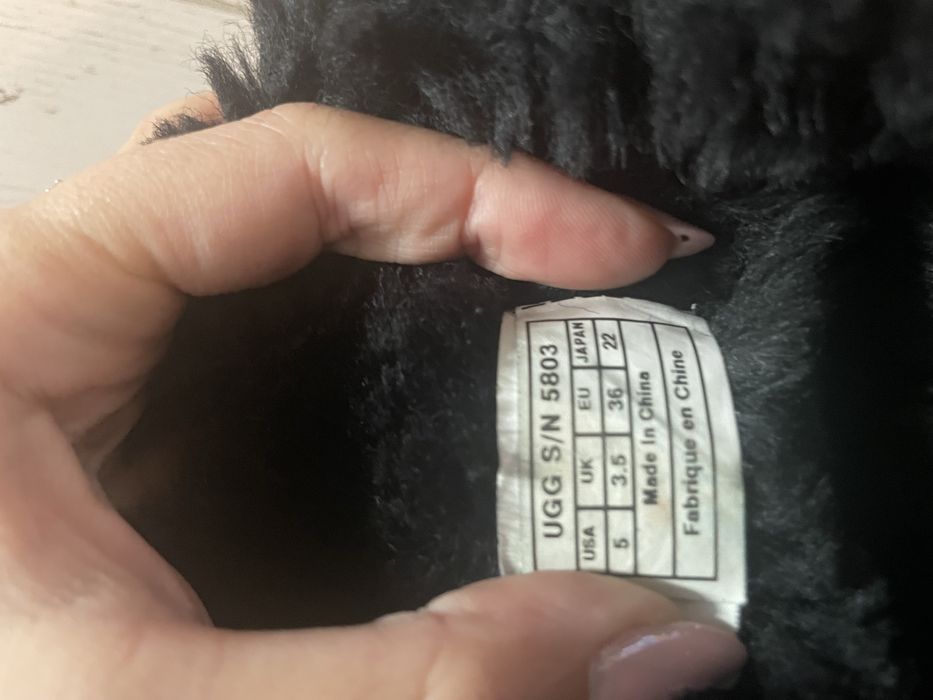 UGG S/N 5803
USA UK EU JAPAN
5 3.5 36 22
Made In China
Fabrique en Chine